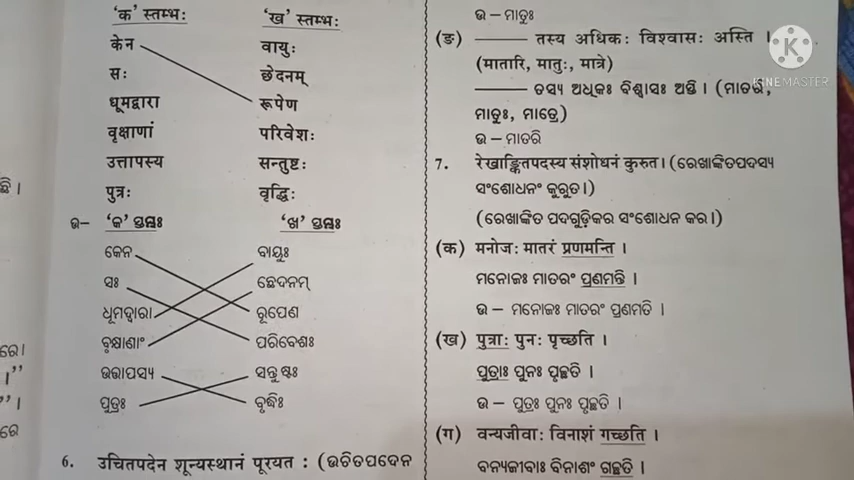 'क' स्तम्भः 'ख' स्तम्भः
केन वायुः
सः छेदनम्
धूमद्वारा रूपेण
वृक्षाणां परिवेशः
उत्तापस्य सन्तुष्टः
पुत्रः वृद्धिः
ଉ– 'କ' ସ୍ତମ୍ଭଃ 'ଖ' ସ୍ତମ୍ଭଃ
କେନ ବାୟୁଃ
ସଃ ଛେଦନମ୍
ଧୂମଦ୍ୱାରା ରୂପେଣ
ବୃକ୍ଷାଣାଂ ପରିବେଶଃ
ଉତ୍ତାପସ୍ୟ ସନ୍ତୁଷ୍ଟଃ
ପୁତ୍ରଃ ବୃଦ୍ଧିଃ
6. उचितपदेन शून्यस्थानं पूरयत : (ଉଚିତପଦେନ
ଛି।
ରେ।
।”
”।
ରେ
ଉ – ମାତୁଃ
(ङ) ——— तस्य अधिकः विश्वासः अस्ति ।
(मातारि, मातुः, मात्रे)
——— ତସ୍ୟ ଅଧିକଃ ବିଶ୍ୱାସଃ ଅସ୍ତି । (ମାତରି,
ମାତୁଃ, ମାତ୍ରେ)
ଉ – ମାତରି
7. रेखाङ्कितपदस्य संशोधनं कुरुत। (ରେଖାଙ୍କିତପଦସ୍ୟ
ସଂଶୋଧନଂ କୁରୁତ।)
(ରେଖାଙ୍କିତ ପଦଗୁଡ଼ିକର ସଂଶୋଧନ କର।)
(क) मनोजः मातरं प्रणमन्ति ।
ମନୋଜଃ ମାତରଂ ପ୍ରଣମନ୍ତି ।
ଉ – ମନୋଜଃ ମାତରଂ ପ୍ରଣମତି ।
(ख) पुत्राः पुनः पृच्छति ।
ପୁତ୍ରାଃ ପୁନଃ ପୃଚ୍ଛତି ।
ଉ – ପୁତ୍ରଃ ପୁନଃ ପୃଚ୍ଛତି ।
(ग) वन्यजीवाः विनाशं गच्छति ।
ବନ୍ୟଜୀବାଃ ବିନାଶଂ ଗଚ୍ଛତି ।
K
KINEMASTER